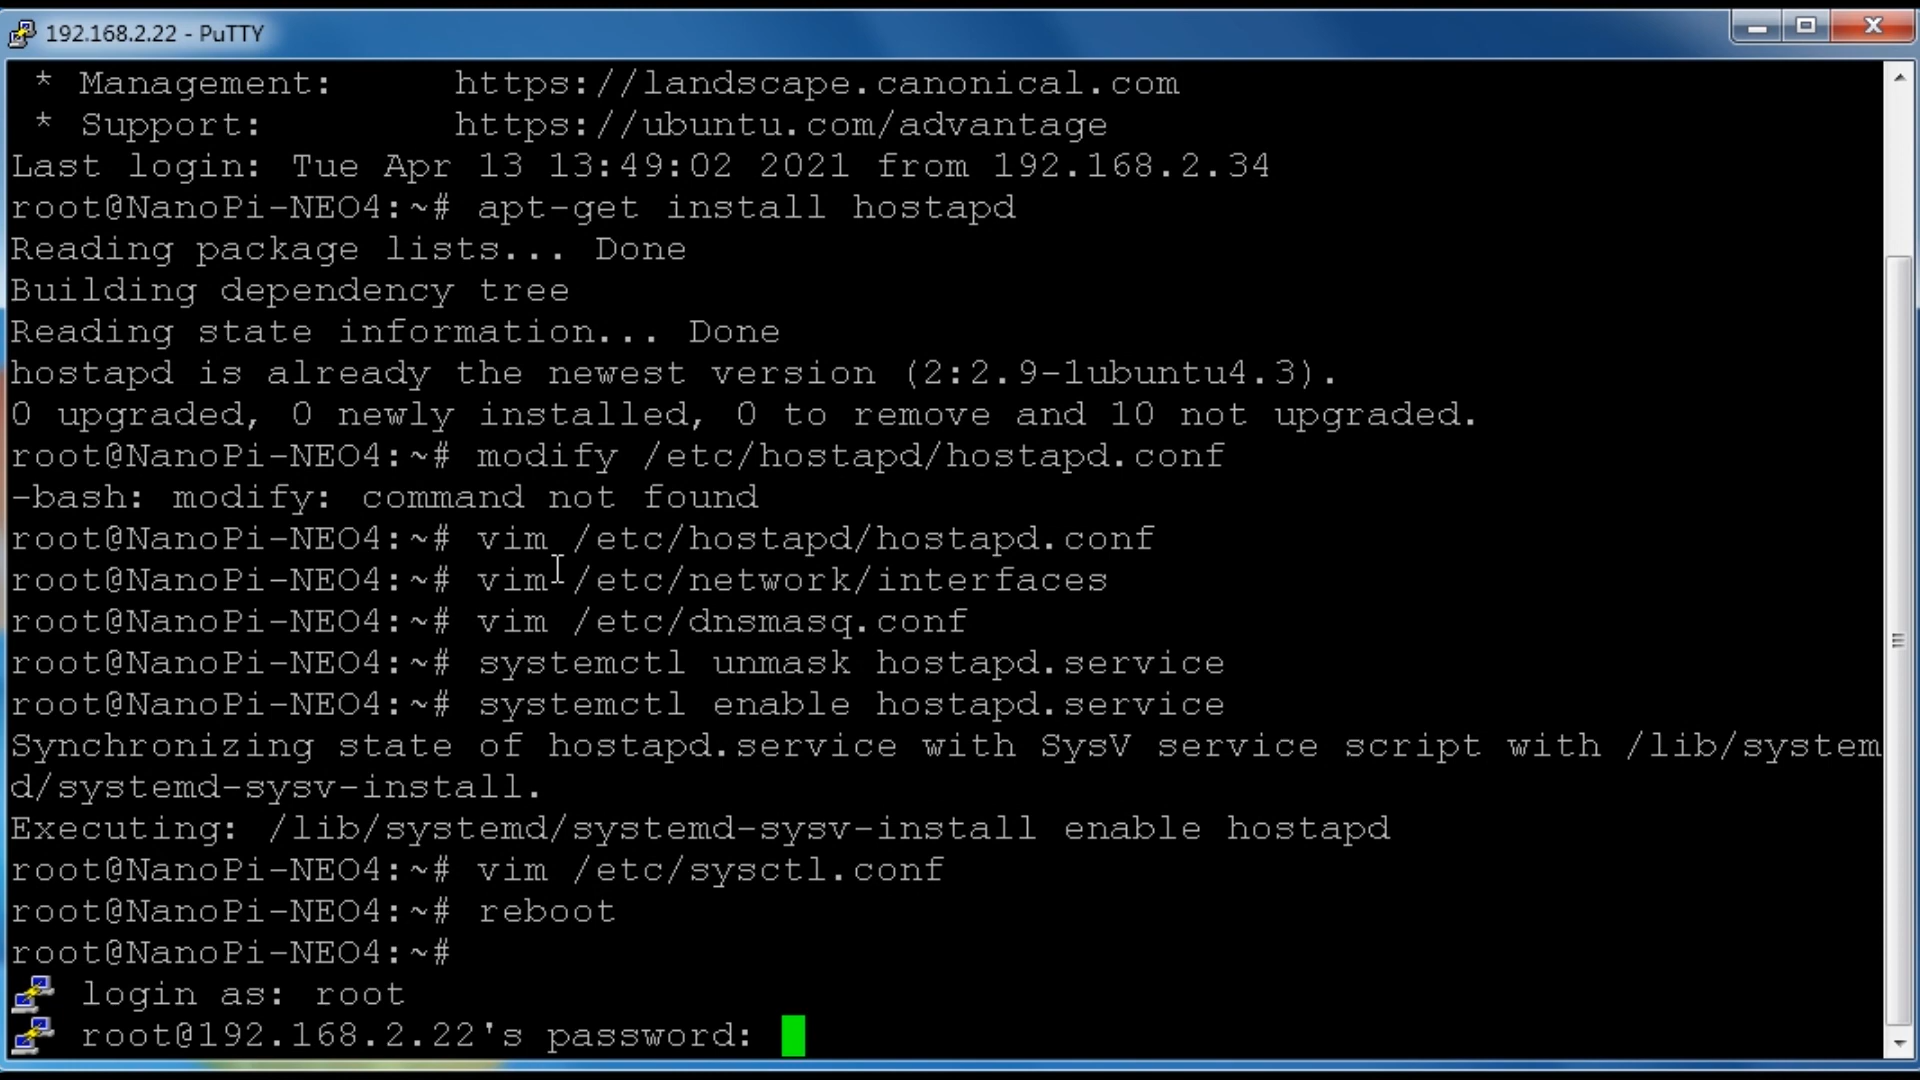 192.168.2.22 - PuTTY
* Management: https://landscape.canonical.com
* Support: https://ubuntu.com/advantage
Last login: Tue Apr 13 13:49:02 2021 from 192.168.2.34
root@NanoPi-NEO4:~# apt-get install hostapd
Reading package lists... Done
Building dependency tree
Reading state information... Done
hostapd is already the newest version (2:2.9-1ubuntu4.3).
0 upgraded, 0 newly installed, 0 to remove and 10 not upgraded.
root@NanoPi-NEO4:~# modify /etc/hostapd/hostapd.conf
-bash: modify: command not found
root@NanoPi-NEO4:~# vim /etc/hostapd/hostapd.conf
root@NanoPi-NEO4:~# vim /etc/network/interfaces
root@NanoPi-NEO4:~# vim /etc/dnsmasq.conf
root@NanoPi-NEO4:~# systemctl unmask hostapd.service
root@NanoPi-NEO4:~# systemctl enable hostapd.service
Synchronizing state of hostapd.service with SysV service script with /lib/system
d/systemd-sysv-install.
Executing: /lib/systemd/systemd-sysv-install enable hostapd
root@NanoPi-NEO4:~# vim /etc/sysctl.conf
root@NanoPi-NEO4:~# reboot
root@NanoPi-NEO4:~#
login as: root
root@192.168.2.22's password: